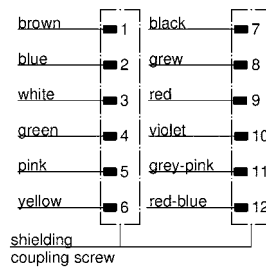 brown 1 black 7
blue 2 grew 8
white 3 red 9
green 4 violet 10
pink 5 grey-pink 11
yellow 6 red-blue 12
shielding
coupling screw